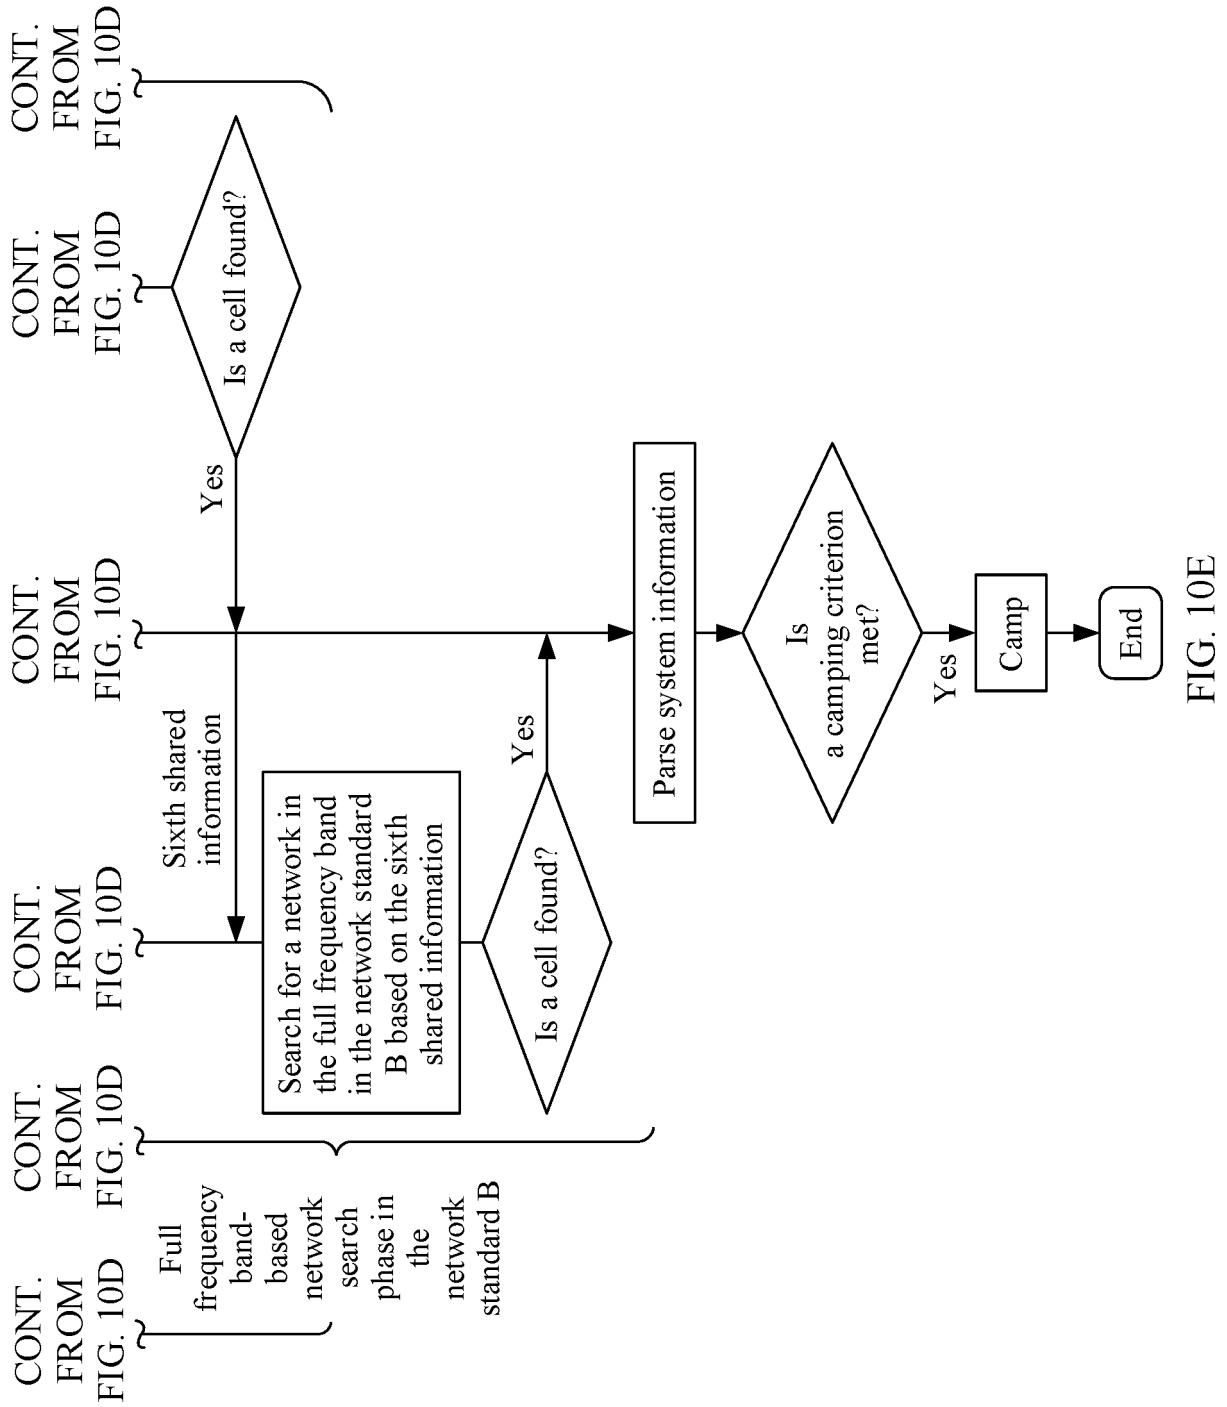 CONT.
FROM
FIG. 10D
CONT.
FROM
FIG. 10D
CONT.
FROM
FIG. 10D
CONT.
FROM
FIG. 10D
CONT.
FROM
FIG. 10D
CONT.
FROM
FIG. 10D
Full
frequency
band-
based
network
search
phase in
the
network
standard B
Sixth shared
information
Yes
Is a cell found?
Search for a network in
the full frequency band
in the network standard
B based on the sixth
shared information
Is a cell found?
Yes
Parse system information
Is
a camping criterion
met?
Yes
Camp
End
FIG. 10E